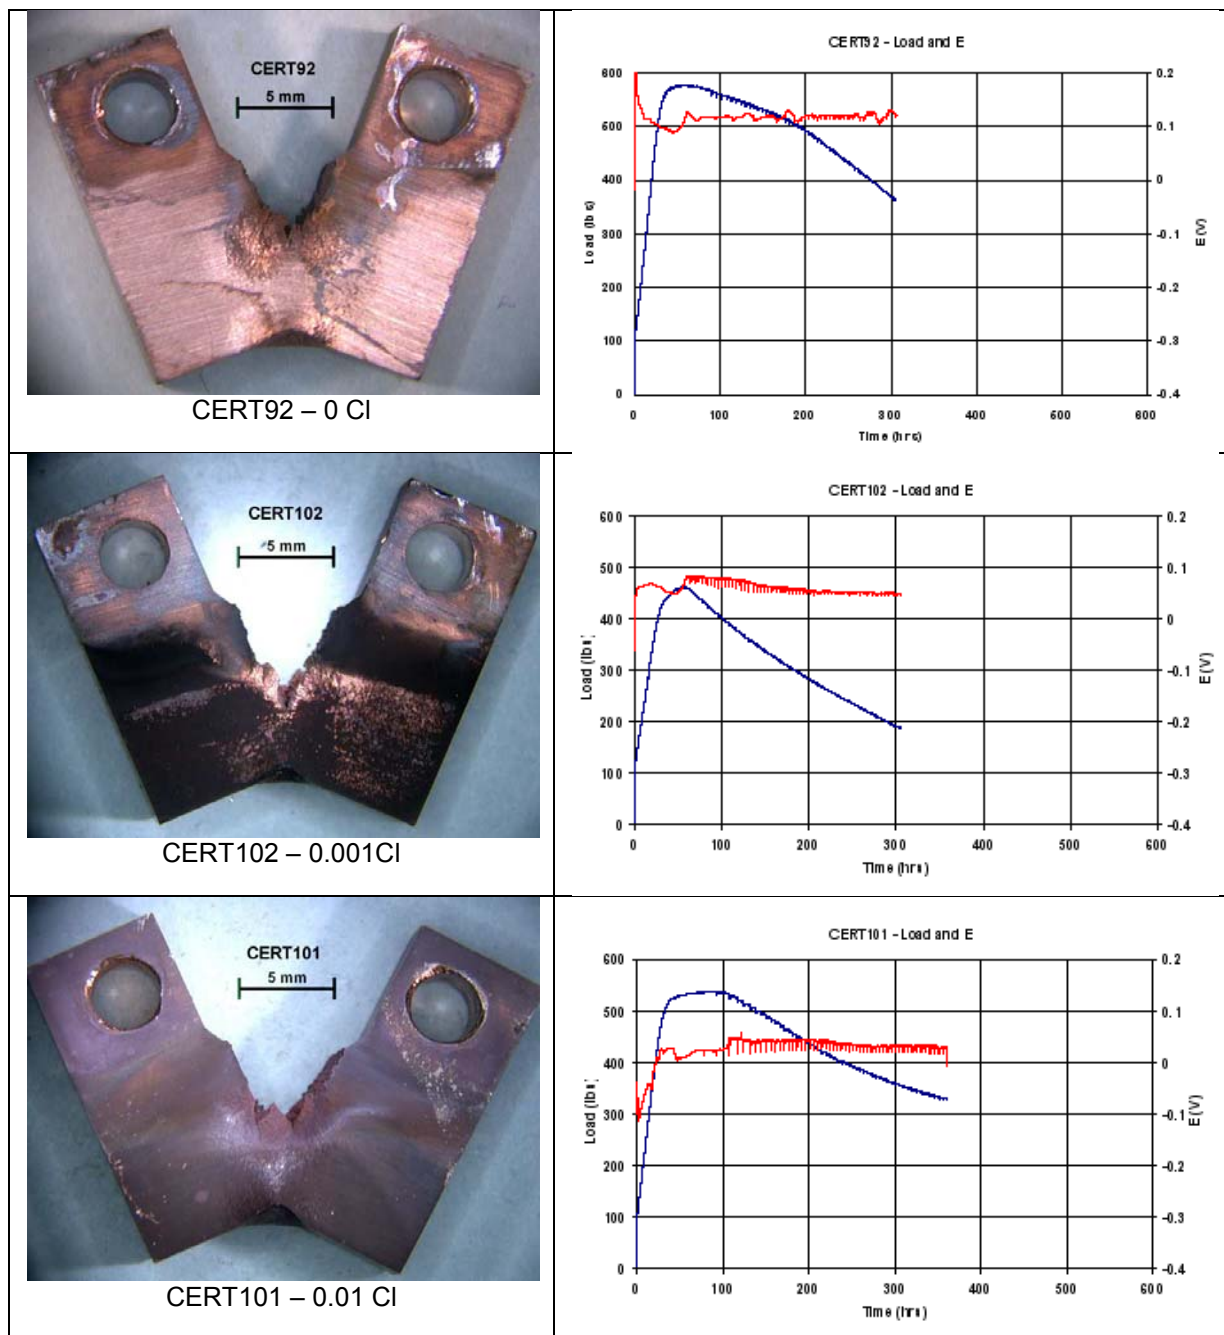 CERT92
5 mm
CERT92 – 0 Cl
CERT92 – Load and E
600
500
400
300
200
100
0
Load (lbs)
0 100 200 300 400 500 600
Time (hrs)
0.2
0.1
0
-0.1
-0.2
-0.3
-0.4
E (V)
CERT102
5 mm
CERT102 – 0.001Cl
CERT102 – Load and E
600
500
400
300
200
100
0
Load (lbs)
0 100 200 300 400 500 600
Time (hrs)
0.2
0.1
0
-0.1
-0.2
-0.3
-0.4
E (V)
CERT101
5 mm
CERT101 – 0.01 Cl
CERT101 – Load and E
600
500
400
300
200
100
0
Load (lbs)
0 100 200 300 400 500 600
Time (hrs)
0.2
0.1
0
-0.1
-0.2
-0.3
-0.4
E (V)